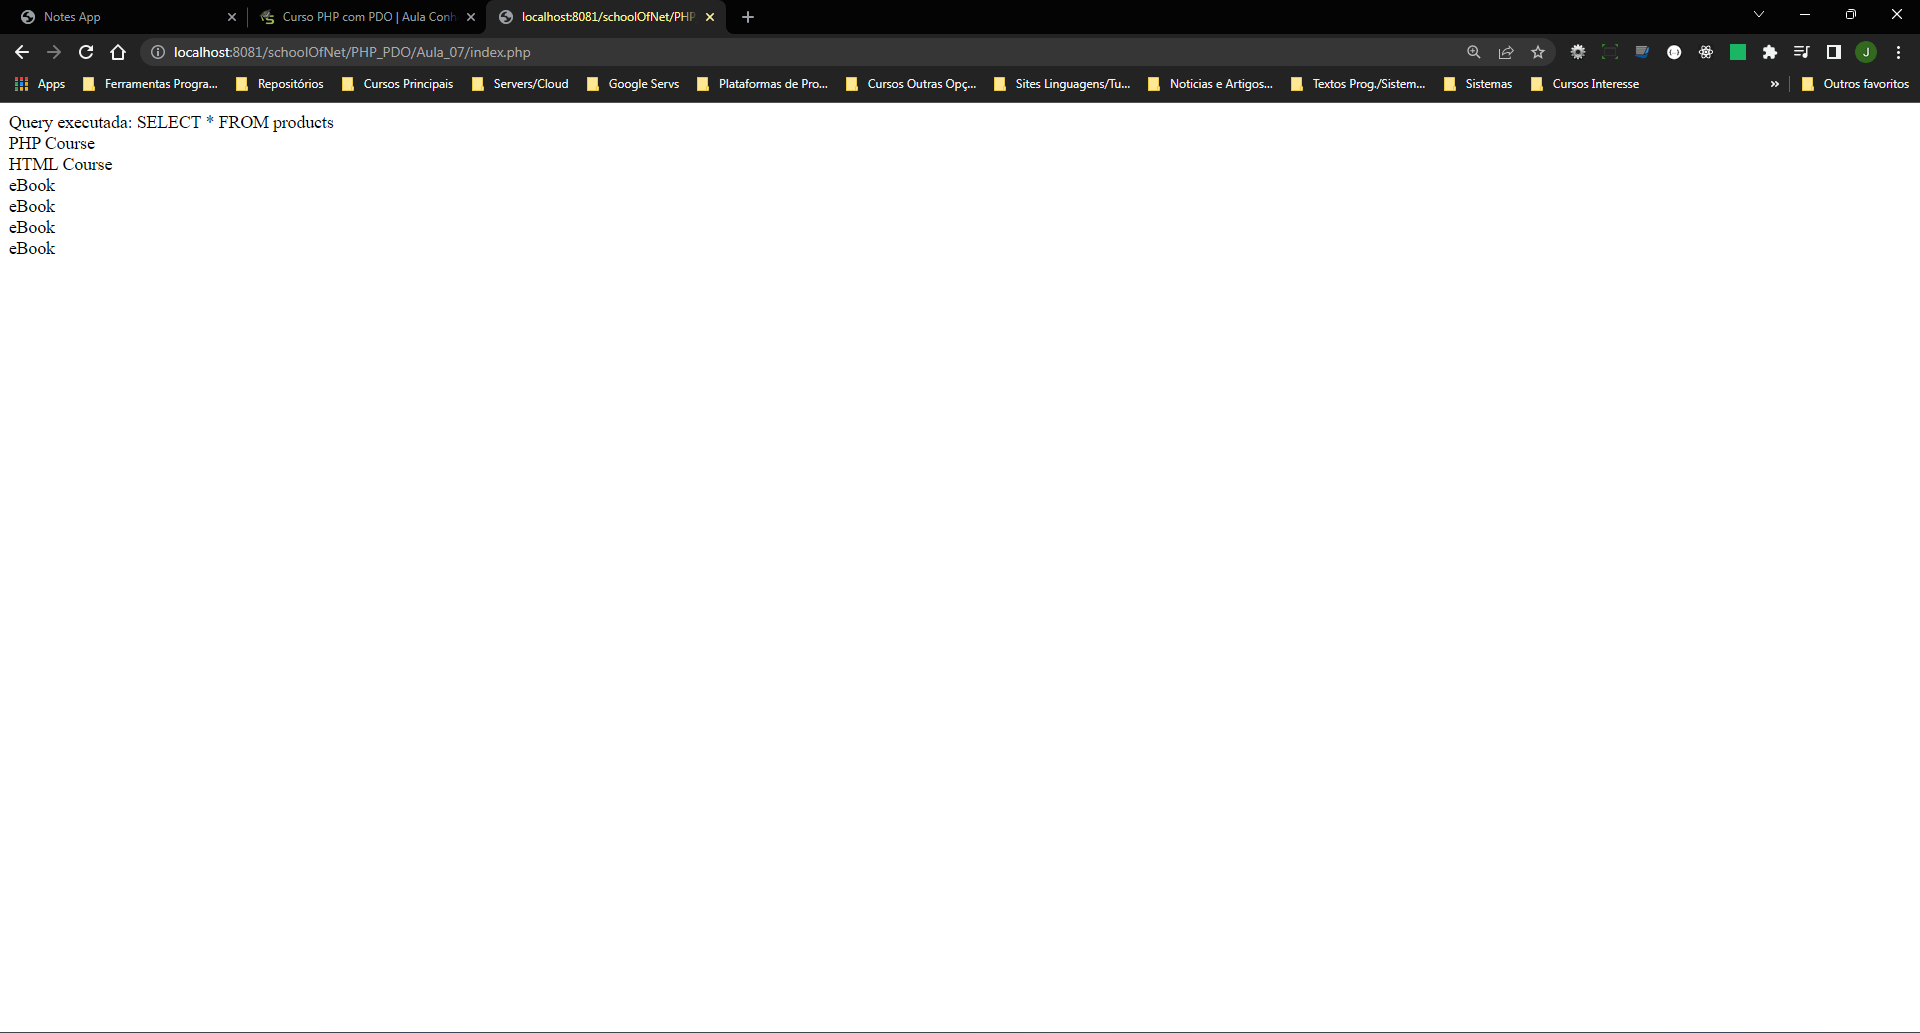 Notes App
Curso PHP com PDO | Aula Conh
localhost:8081/schoolOfNet/PHP
localhost:8081/schoolOfNet/PHP_PDO/Aula_07/index.php
J
Apps
Ferramentas Progra...
Repositórios
Cursos Principais
Servers/Cloud
Google Servs
Plataformas de Pro...
Cursos Outras Opç...
Sites Linguagens/Tu...
Noticias e Artigos...
Textos Prog./Sistem...
Sistemas
Cursos Interesse
»
Outros favoritos
Query executada: SELECT * FROM products
PHP Course
HTML Course
eBook
eBook
eBook
eBook